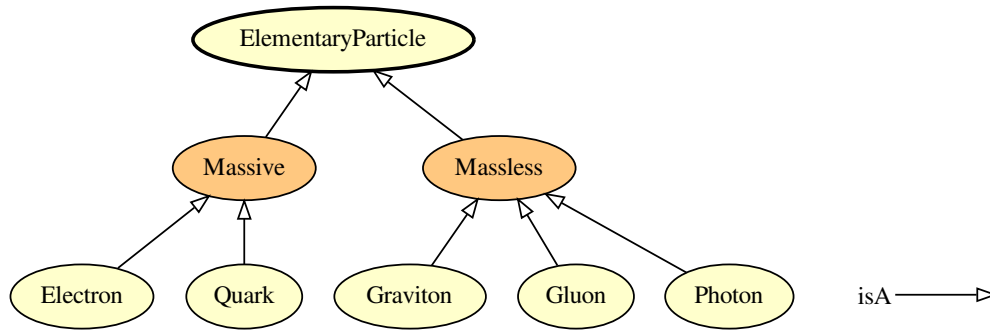 ElementaryParticle
Massive
Massless
Electron
Quark
Graviton
Gluon
Photon
isA